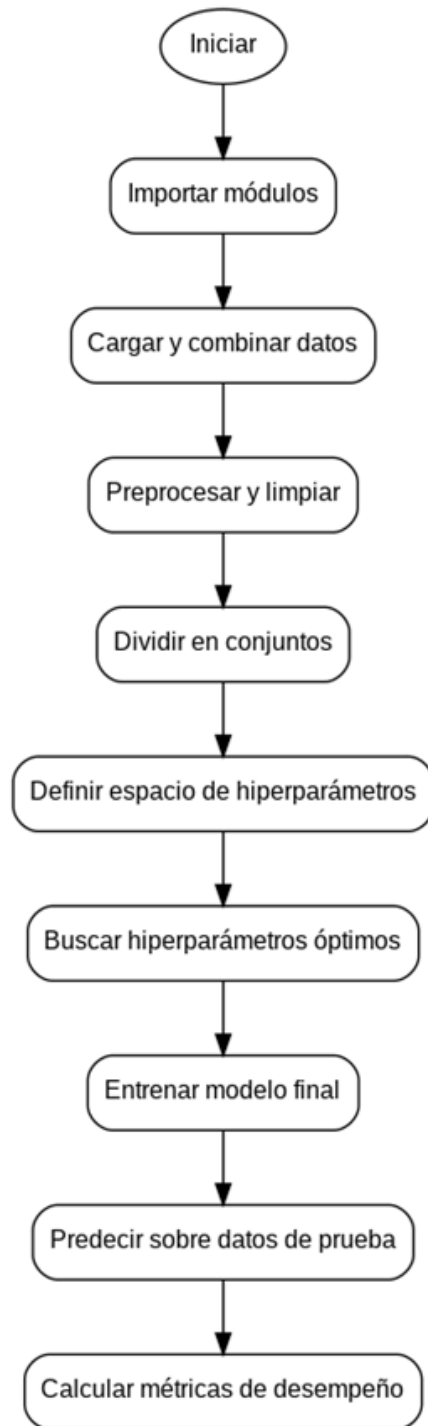 Iniciar
Importar módulos
Cargar y combinar datos
Preprocesar y limpiar
Dividir en conjuntos
Definir espacio de hiperparámetros
Buscar hiperparámetros óptimos
Entrenar modelo final
Predecir sobre datos de prueba
Calcular métricas de desempeño